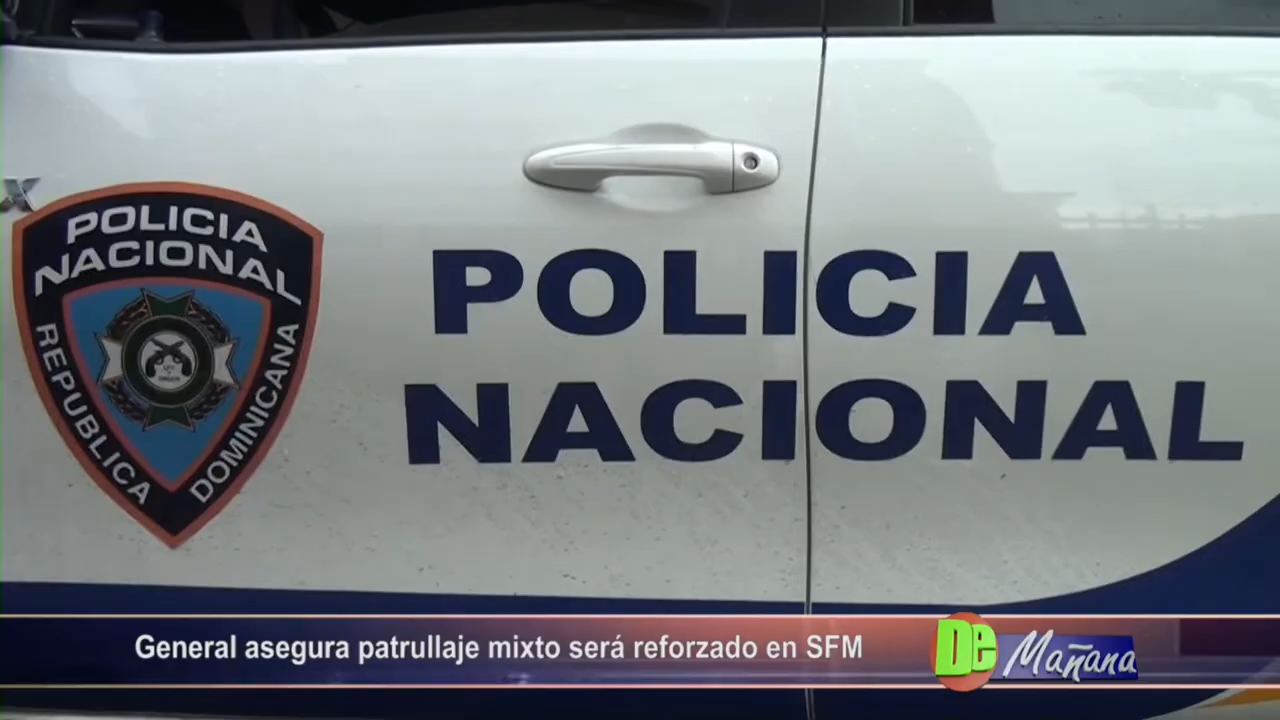 X
POLICIA
NACIONAL
REPUBLICA
DOMINICANA
POLICIA
NACIONAL
General asegura patrullaje mixto será reforzado en SFM
De Mañana